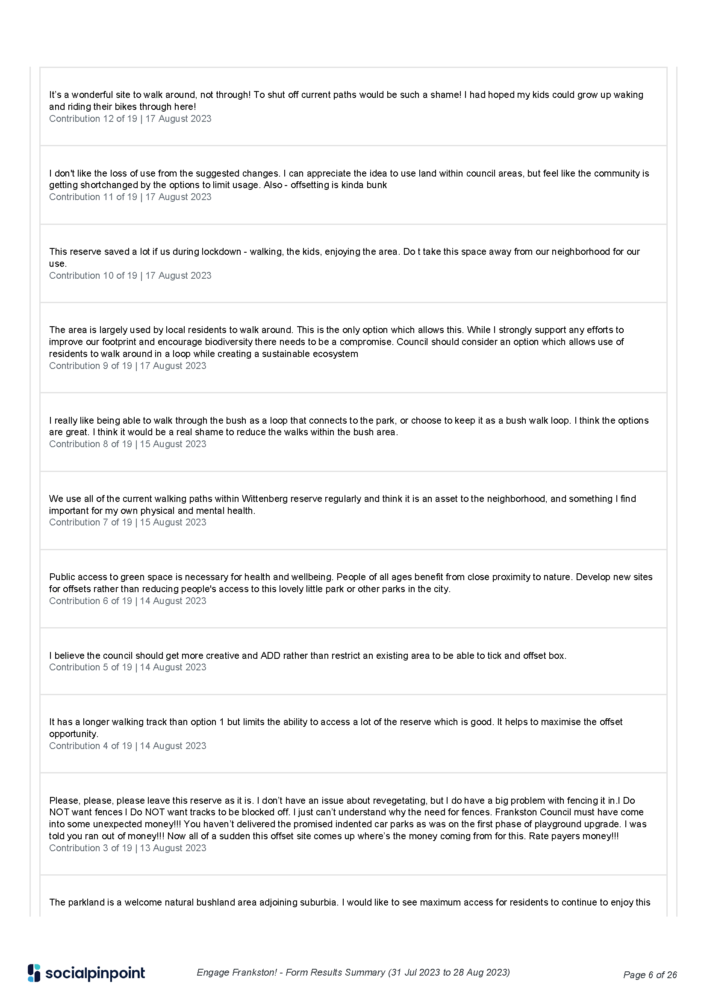 It’s a wonderful site to walk around, not through! To shut off current paths would be such a shame! I had hoped my kids could grow up waking
and riding their bikes through here!
Contribution 12 of 19 | 17 August 2023
I don't like the loss of use from the suggested changes. I can appreciate the idea to use land within council areas, but feel like the community is
getting shortchanged by the options to limit usage. Also - offsetting is kinda bunk
Contribution 11 of 19 | 17 August 2023
This reserve saved a lot if us during lockdown - walking, the kids, enjoying the area. Do t take this space away from our neighborhood for our
use.
Contribution 10 of 19 | 17 August 2023
The area is largely used by local residents to walk around. This is the only option which allows this. While I strongly support any efforts to
improve our footprint and encourage biodiversity there needs to be a compromise. Council should consider an option which allows use of
residents to walk around in a loop while creating a sustainable ecosystem
Contribution 9 of 19 | 17 August 2023
I really like being able to walk through the bush as a loop that connects to the park, or choose to keep it as a bush walk loop. I think the options
are great. I think it would be a real shame to reduce the walks within the bush area.
Contribution 8 of 19 | 15 August 2023
We use all of the current walking paths within Wittenberg reserve regularly and think it is an asset to the neighborhood, and something I find
important for my own physical and mental health.
Contribution 7 of 19 | 15 August 2023
Public access to green space is necessary for health and wellbeing. People of all ages benefit from close proximity to nature. Develop new sites
for offsets rather than reducing people's access to this lovely little park or other parks in the city.
Contribution 6 of 19 | 14 August 2023
I believe the council should get more creative and ADD rather than restrict an existing area to be able to tick and offset box.
Contribution 5 of 19 | 14 August 2023
It has a longer walking track than option 1 but limits the ability to access a lot of the reserve which is good. It helps to maximise the offset
opportunity.
Contribution 4 of 19 | 14 August 2023
Please, please, please leave this reserve as it is. I don’t have an issue about revegetating, but I do have a big problem with fencing it in.I Do
NOT want fences I Do NOT want tracks to be blocked off. I just can’t understand why the need for fences. Frankston Council must have come
into some unexpected money!!! You haven’t delivered the promised indented car parks as was on the first phase of playground upgrade. I was
told you ran out of money!!! Now all of a sudden this offset site comes up where’s the money coming from for this. Rate payers money!!!
Contribution 3 of 19 | 13 August 2023
The parkland is a welcome natural bushland area adjoining suburbia. I would like to see maximum access for residents to continue to enjoy this
socialpinpoint
Engage Frankston! - Form Results Summary (31 Jul 2023 to 28 Aug 2023)
Page 6 of 26